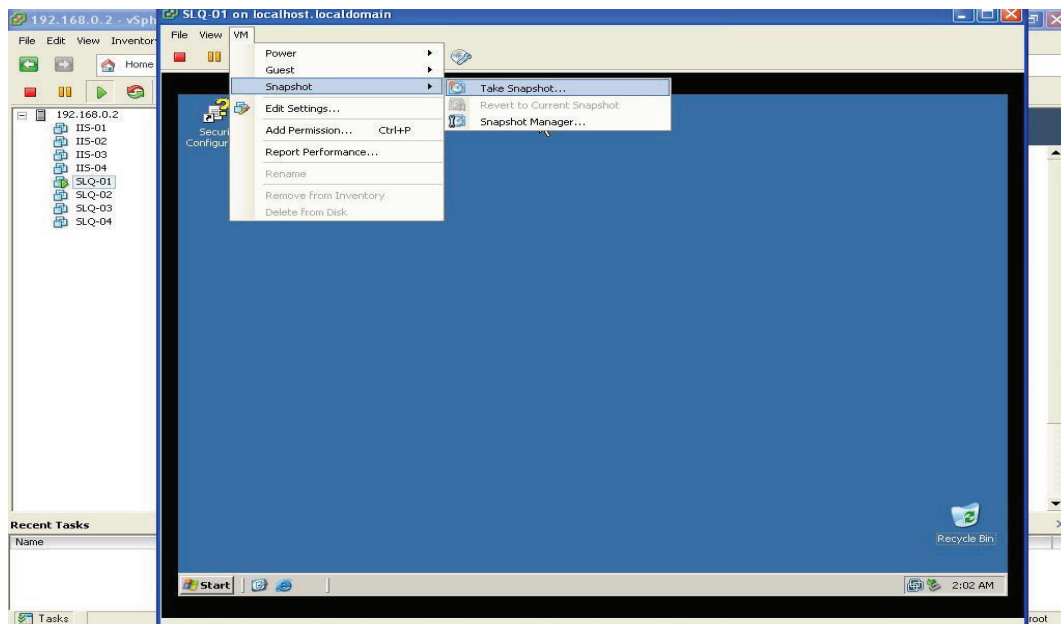 192.168.0.2 - vSph
File Edit View Inventor
Home
192.168.0.2
IIS-01
IIS-02
IIS-03
IIS-04
SLQ-01
SLQ-02
SLQ-03
SLQ-04
Recent Tasks
Name
Tasks
root
SLQ-01 on localhost.localdomain
File View VM
Power
Guest
Snapshot
Edit Settings...
Add Permission... Ctrl+P
Report Performance...
Rename
Remove from Inventory
Delete from Disk
Take Snapshot...
Revert to Current Snapshot
Snapshot Manager...
Securi
Configur
Recycle Bin
Start
2:02 AM